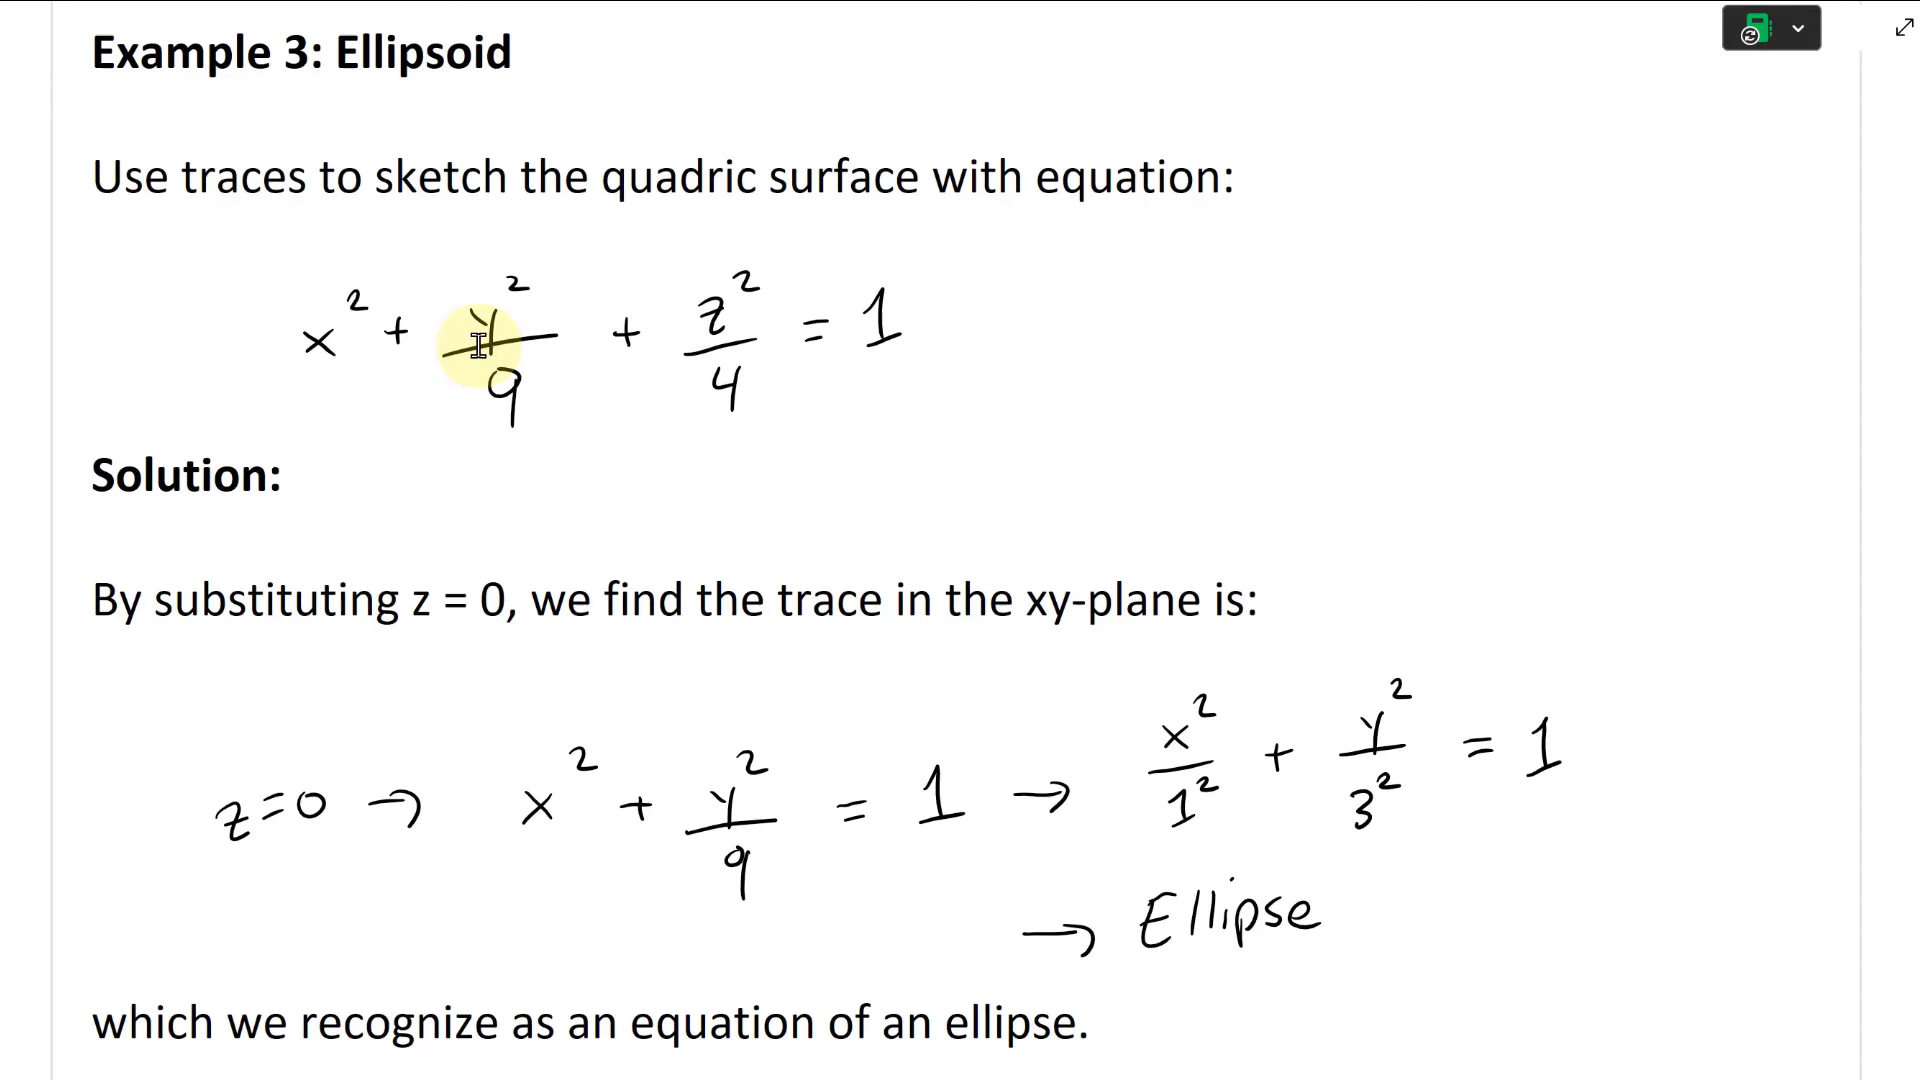 Example 3: Ellipsoid
Use traces to sketch the quadric surface with equation:
x² + y²/9 + z²/4 = 1
Solution:
By substituting z = 0, we find the trace in the xy-plane is:
z=0 → x² + y²/9 = 1 → x²/1² + y²/3² = 1
→ Ellipse
which we recognize as an equation of an ellipse.